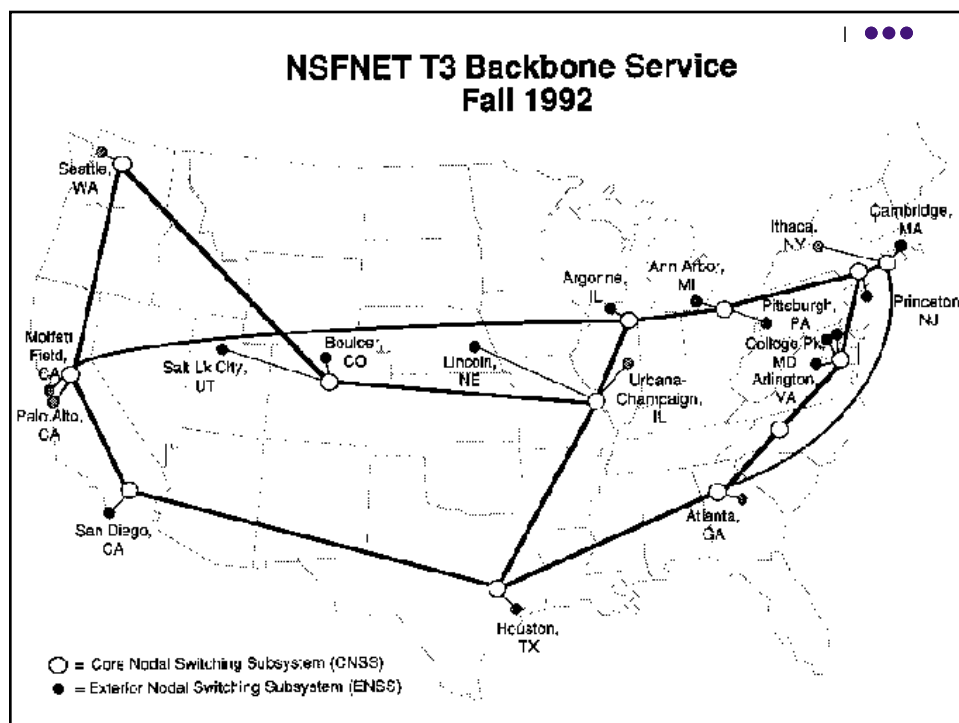 NSFNET T3 Backbone Service
Fall 1992
Seattle,
WA
Ithaca,
NY
Cambridge,
MA
Ann Arbor,
MI
Argonne,
IL
Princeton,
NJ
Pittsburgh,
PA
College Pk,
MD
Arlington,
VA
Moffett
Field,
CA
Salt Lk City,
UT
Boulder,
CO
Lincoln,
NE
Urbana-
Champaign,
IL
Palo Alto,
CA
San Diego,
CA
Atlanta,
GA
Houston,
TX
= Core Nodal Switching Subsystem (CNSS)
= Exterior Nodal Switching Subsystem (ENSS)